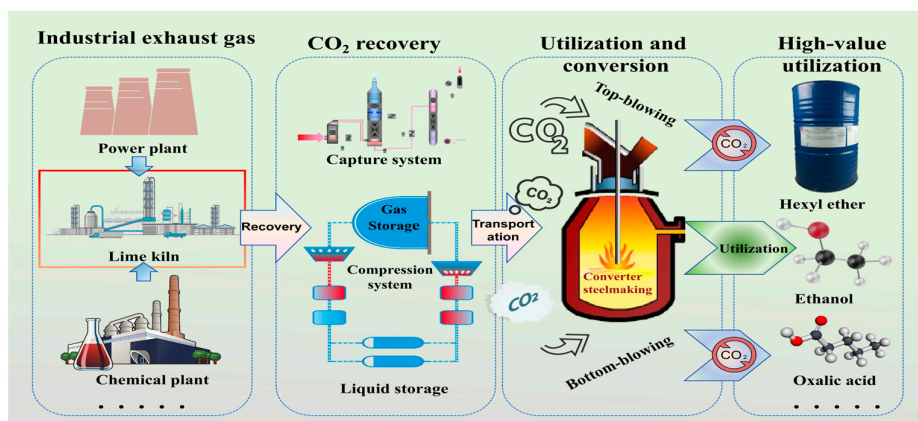 Industrial exhaust gas
Power plant
Lime kiln
Chemical plant
. . . . .
Recovery
CO₂ recovery
Capture system
Gas
Storage
Compression
system
Liquid storage
Transport
ation
Utilization and
conversion
Top-blowing
CO₂
CO₂
CO₂
Converter
steelmaking
Bottom-blowing
CO₂
Utilization
CO₂
High-value
utilization
Hexyl ether
Ethanol
Oxalic acid
. . . . .